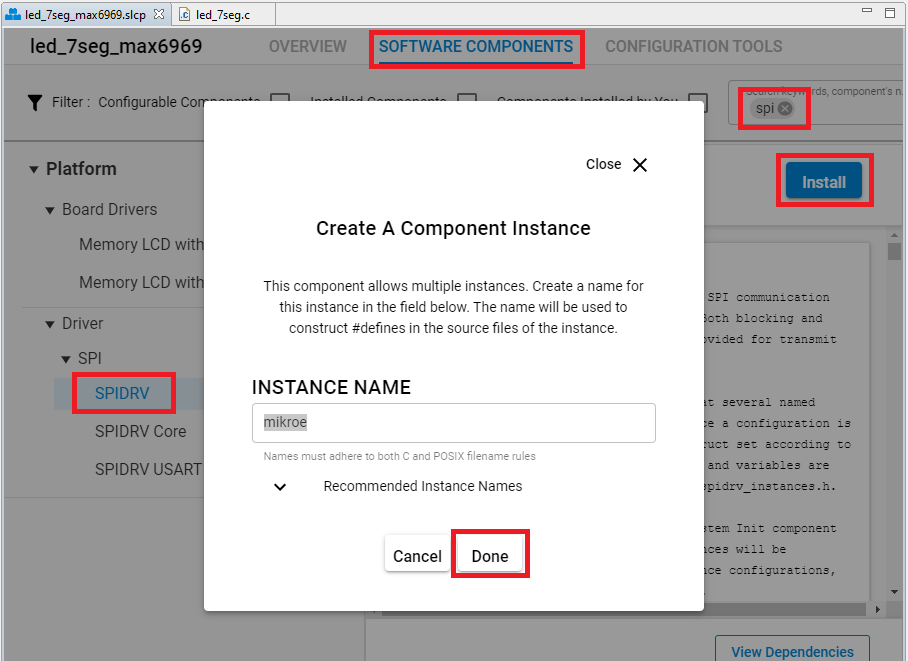 led_7seg_max6969.slcp
led_7seg.c
led_7seg_max6969
OVERVIEW
SOFTWARE COMPONENTS
CONFIGURATION TOOLS
Filter : Configurable Components
Installed Components
Components Installed by You
Search keywords, component's n
spi
Install
Platform
Board Drivers
Memory LCD with
Memory LCD with
Driver
SPI
SPIDRV
SPIDRV Core
SPIDRV USART
Close
Create A Component Instance
This component allows multiple instances. Create a name for
this instance in the field below. The name will be used to
construct #defines in the source files of the instance.
INSTANCE NAME
mikroe
Names must adhere to both C and POSIX filename rules
Recommended Instance Names
Cancel
Done
SPI communication
Both blocking and
ovided for transmit
at several named
ce a configuration is
ruct set according to
and variables are
spidrv_instances.h.
stem Init component
nces will be
nce configurations,
View Dependencies